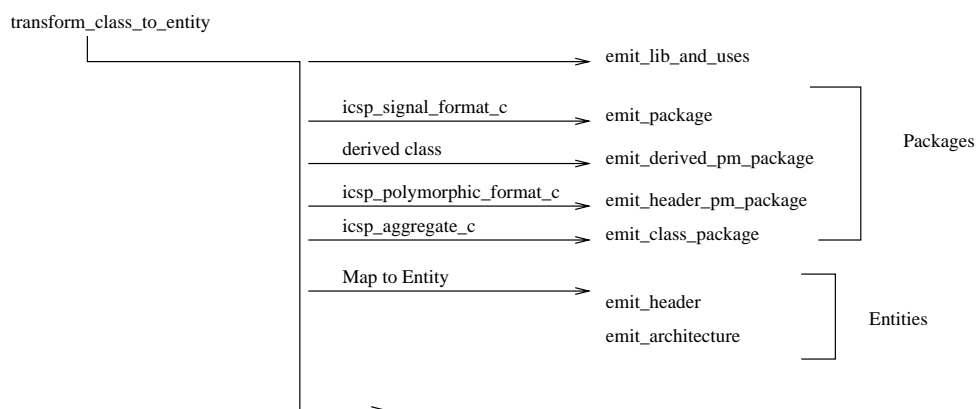 transform_class_to_entity
emit_lib_and_uses
icsp_signal_format_c
emit_package
Packages
derived class
emit_derived_pm_package
icsp_polymorphic_format_c
emit_header_pm_package
icsp_aggregate_c
emit_class_package
Map to Entity
emit_header
Entities
emit_architecture